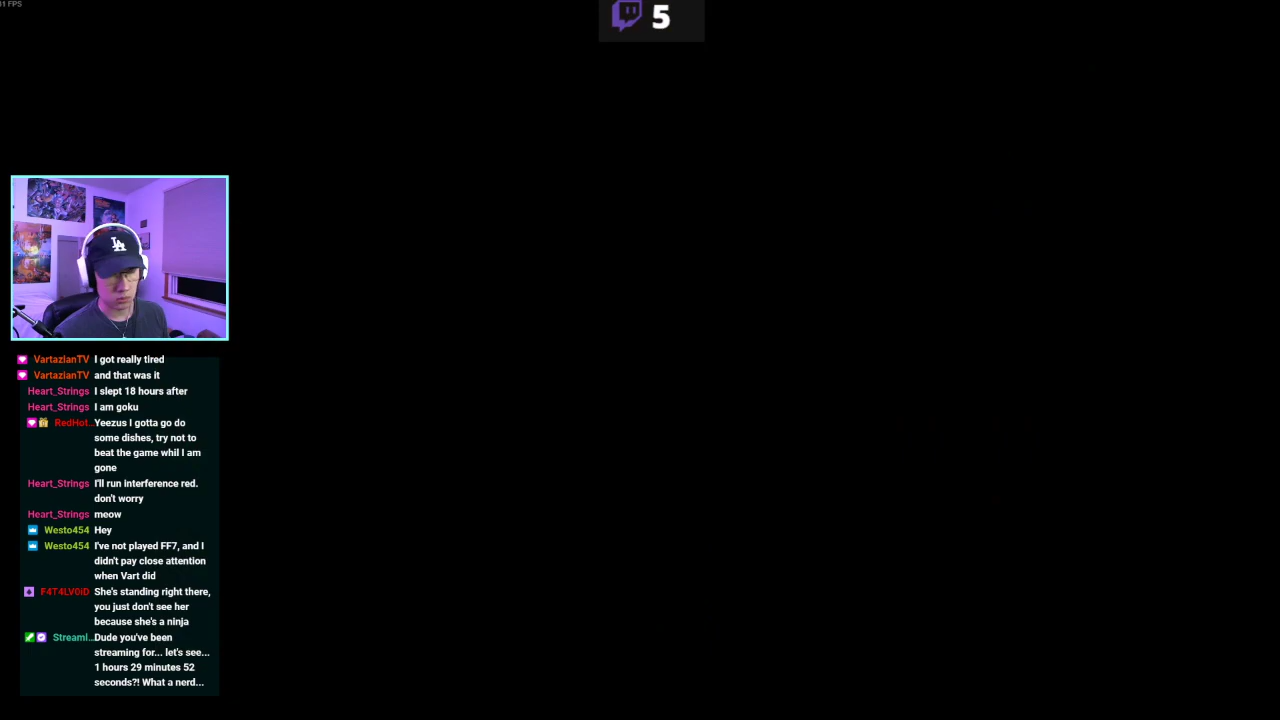 31 FPS
5
LA
VartazianTV I got really tired
VartazianTV and that was it
Heart_Strings I slept 18 hours after
Heart_Strings I am goku
RedHot... Yeezus I gotta go do
some dishes, try not to
beat the game whil I am
gone
Heart_Strings I'll run interference red.
don't worry
Heart_Strings meow
Westo454 Hey
Westo454 I've not played FF7, and I
didn't pay close attention
when Vart did
F4T4LV0iD She's standing right there,
you just don't see her
because she's a ninja
Streaml... Dude you've been
streaming for... let's see...
1 hours 29 minutes 52
seconds?! What a nerd...